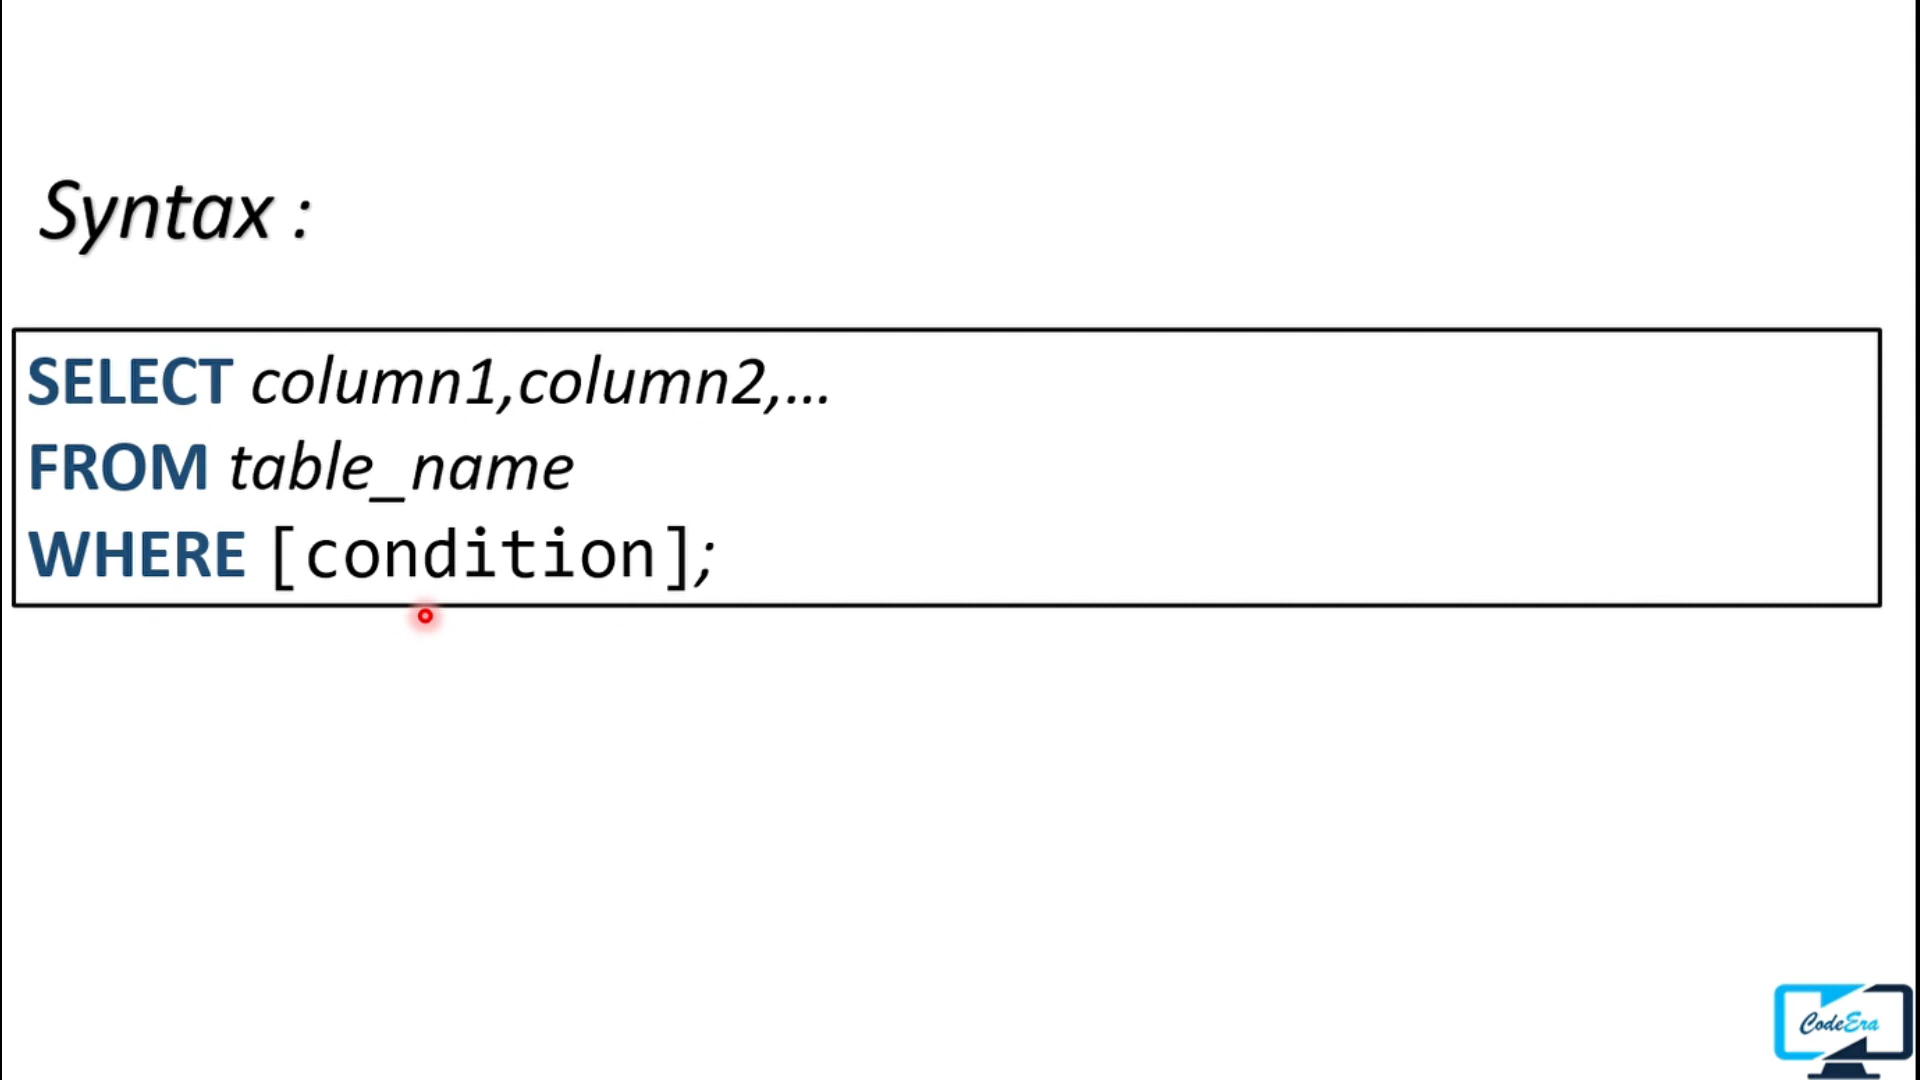 Syntax :
SELECT column1,column2,...
FROM table_name
WHERE [condition];
CodeEra